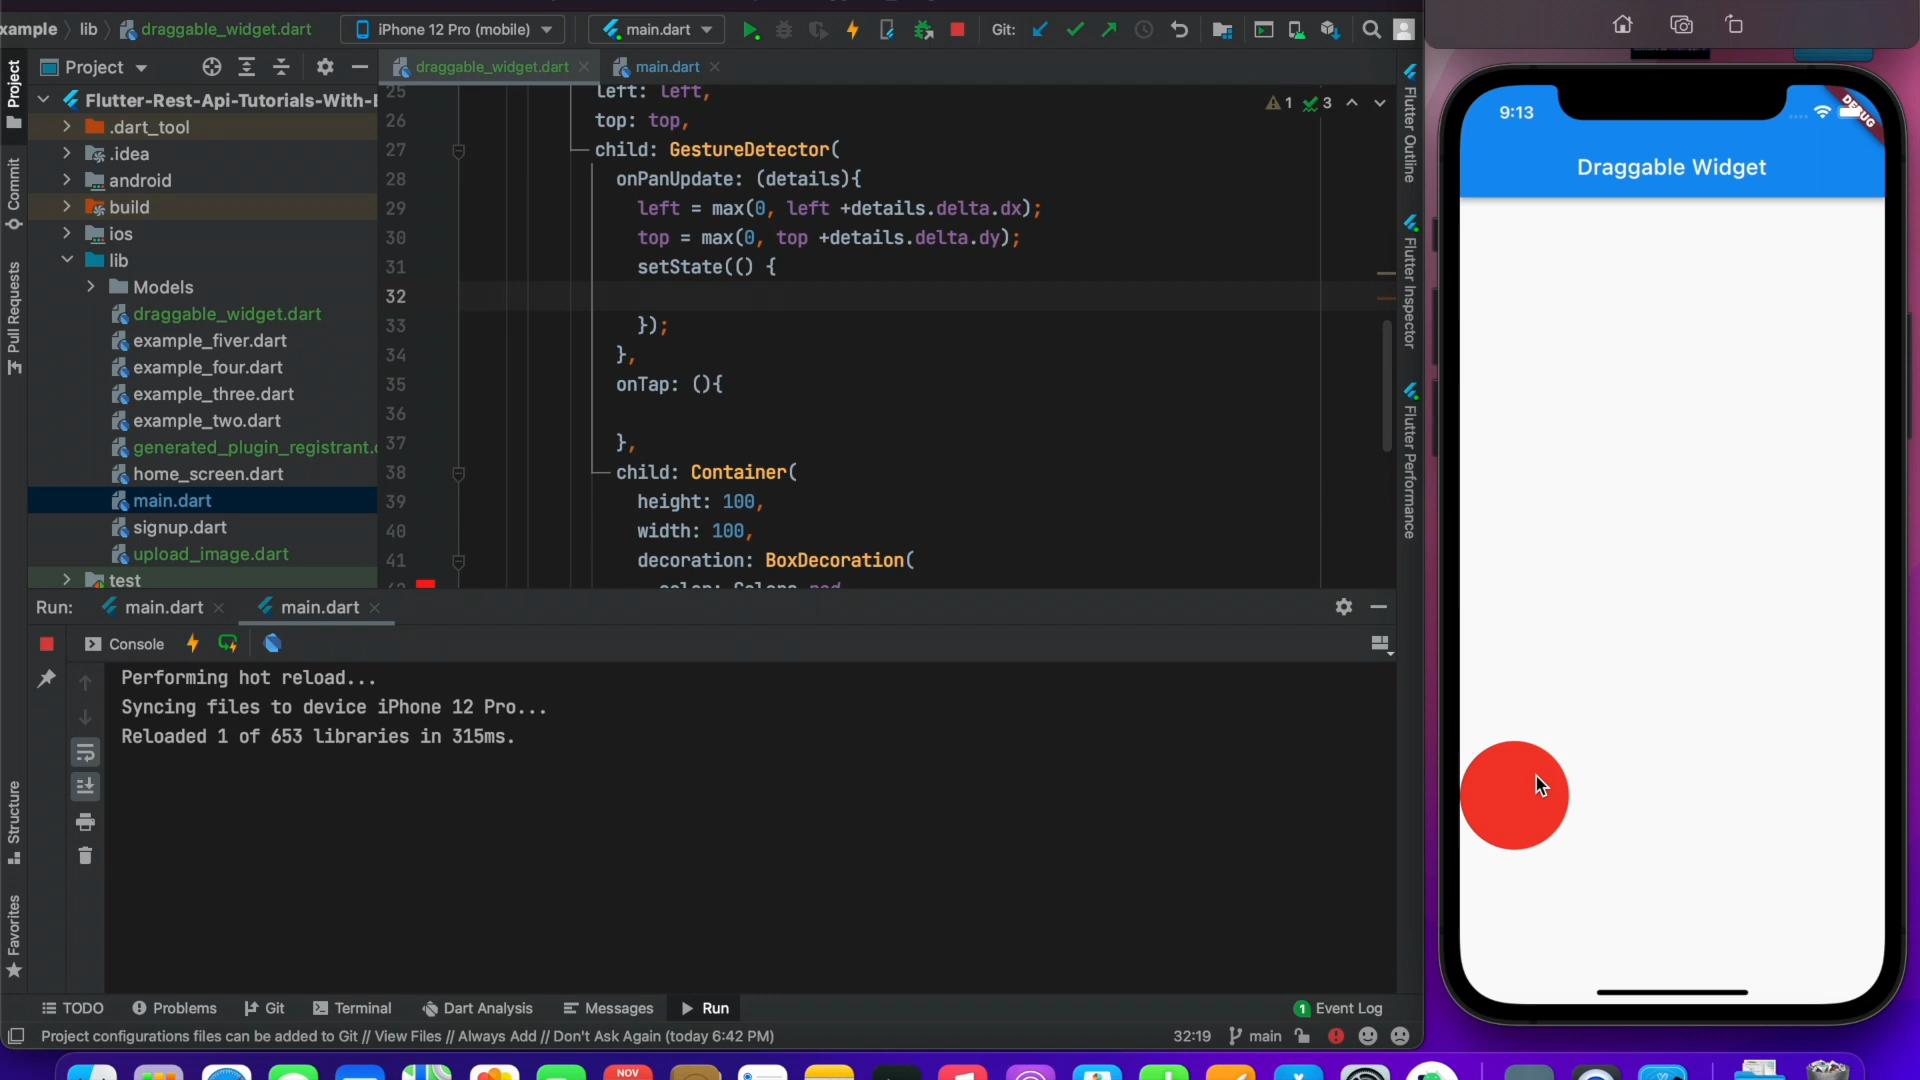 xample lib draggable_widget.dart iPhone 12 Pro (mobile) main.dart Git:
Project
draggable_widget.dart
main.dart
Project
Commit
Pull Requests
Structure
Favorites
Flutter-Rest-Api-Tutorials-With-
.dart_tool
.idea
android
build
ios
lib
Models
draggable_widget.dart
example_fiver.dart
example_four.dart
example_three.dart
example_two.dart
generated_plugin_registrant.
home_screen.dart
main.dart
signup.dart
upload_image.dart
test
1 3
25 left: left,
26 top: top,
27 child: GestureDetector(
28 onPanUpdate: (details){
29 left = max(0, left +details.delta.dx);
30 top = max(0, top +details.delta.dy);
31 setState(() {
32
33 });
34 },
35 onTap: (){
36
37 },
38 child: Container(
39 height: 100,
40 width: 100,
41 decoration: BoxDecoration(
Flutter Outline
Flutter Inspector
Flutter Performance
Run: main.dart main.dart
Console
Performing hot reload...
Syncing files to device iPhone 12 Pro...
Reloaded 1 of 653 libraries in 315ms.
TODO Problems Git Terminal Dart Analysis Messages Run 1 Event Log
Project configurations files can be added to Git // View Files // Always Add // Don't Ask Again (today 6:42 PM) 32:19 main
9:13
DEBUG
Draggable Widget
NOV